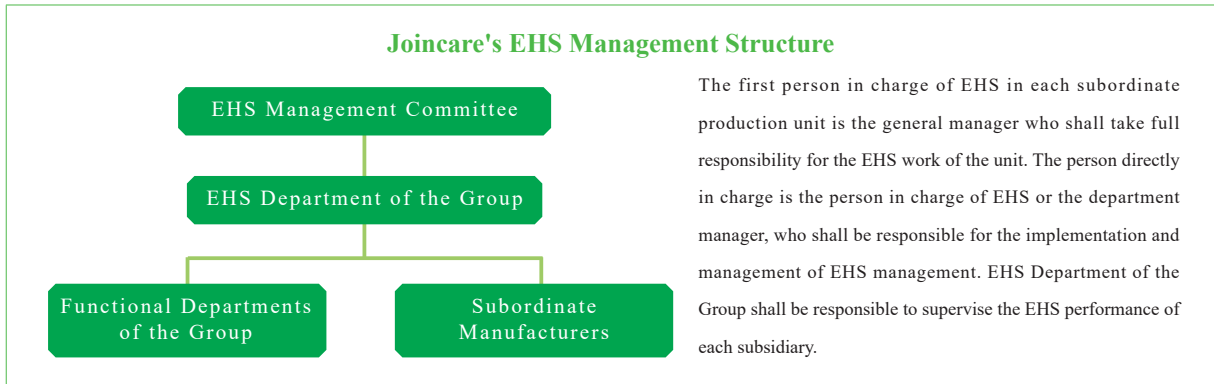 Joincare's EHS Management Structure
EHS Management Committee
EHS Department of the Group
Functional Departments
of the Group
Subordinate
Manufacturers
The first person in charge of EHS in each subordinate
production unit is the general manager who shall take full
responsibility for the EHS work of the unit. The person directly
in charge is the person in charge of EHS or the department
manager, who shall be responsible for the implementation and
management of EHS management. EHS Department of the
Group shall be responsible to supervise the EHS performance of
each subsidiary.